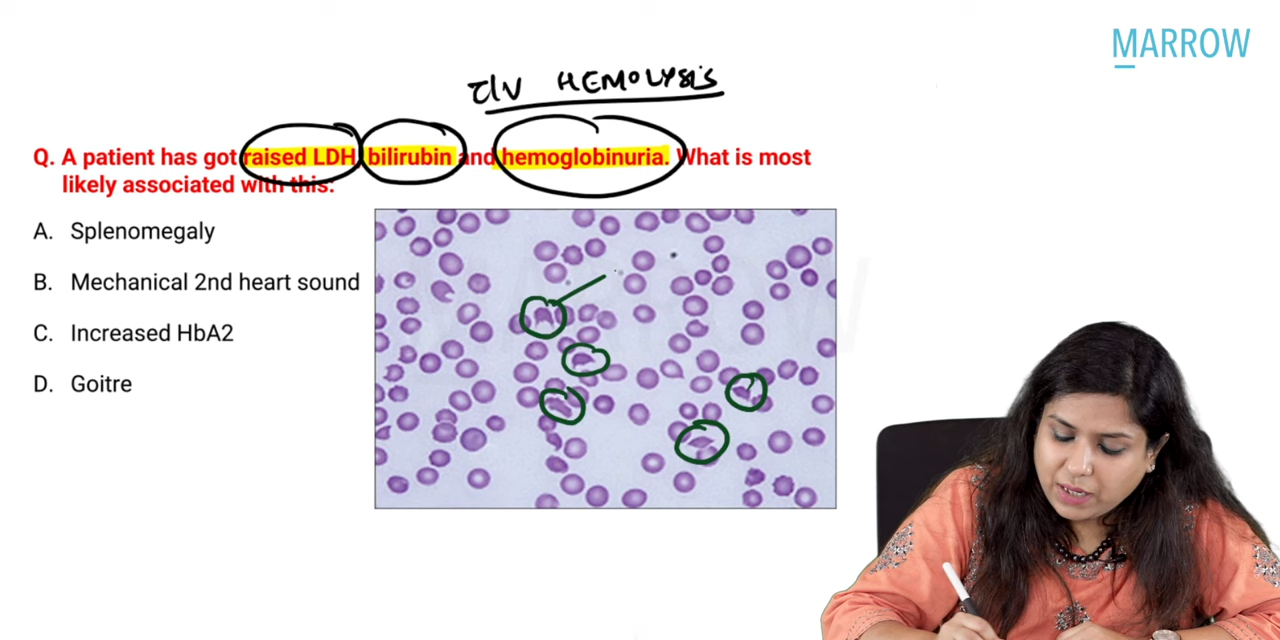 MARROW
I/V HEMOLYSIS
Q. A patient has got raised LDH bilirubin and hemoglobinuria. What is most
likely associated with this:
A. Splenomegaly
B. Mechanical 2nd heart sound
C. Increased HbA2
D. Goitre